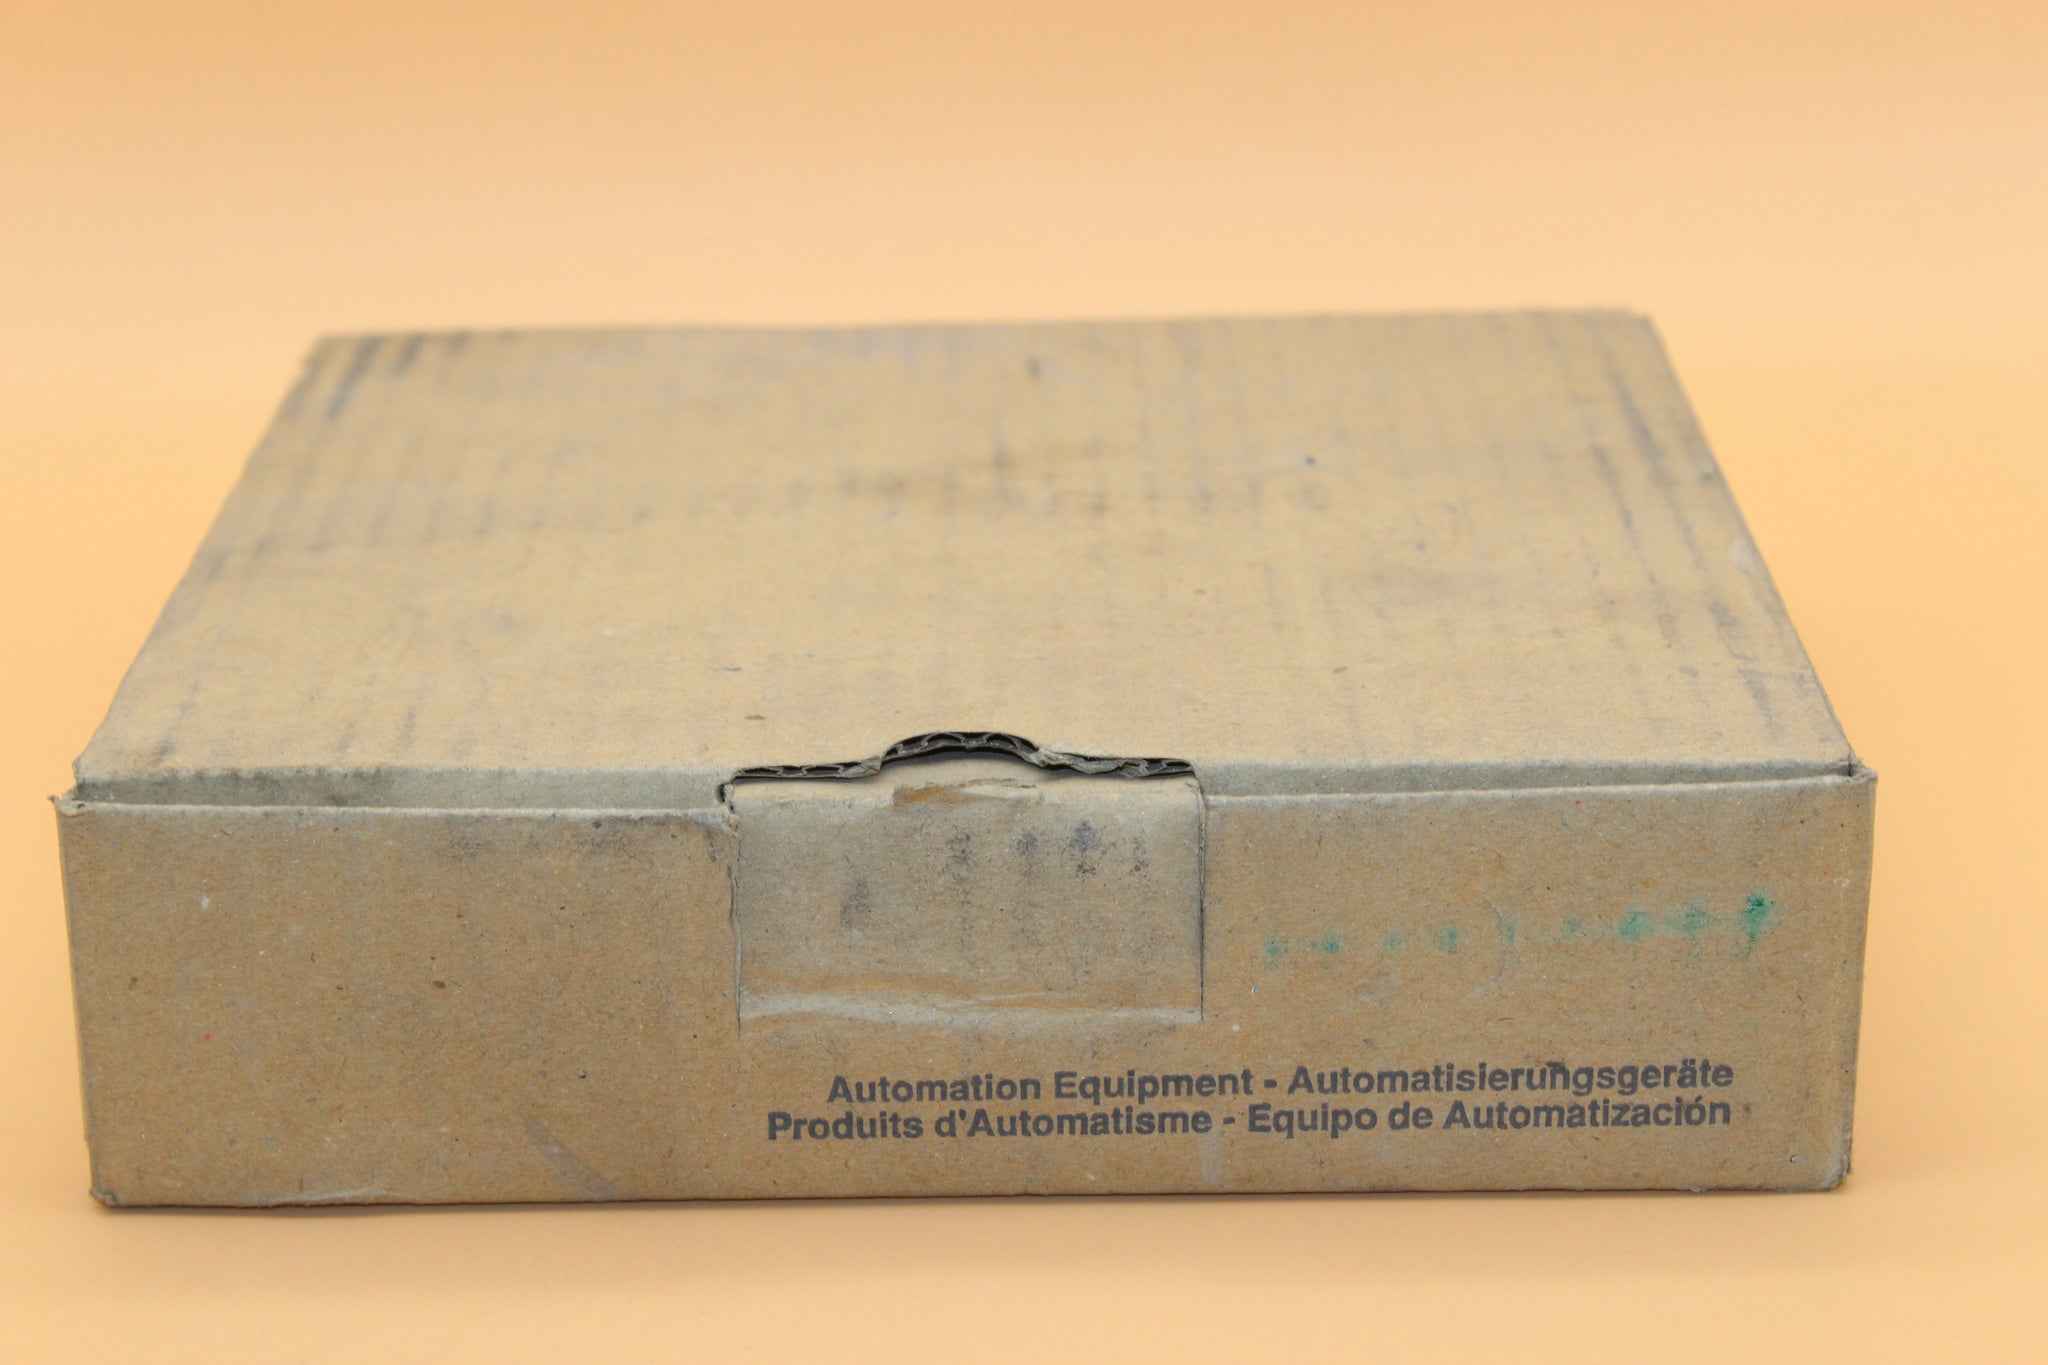 Automation Equipment - Automatisierungsgeräte
Produits d'Automatisme - Equipo de Automatización